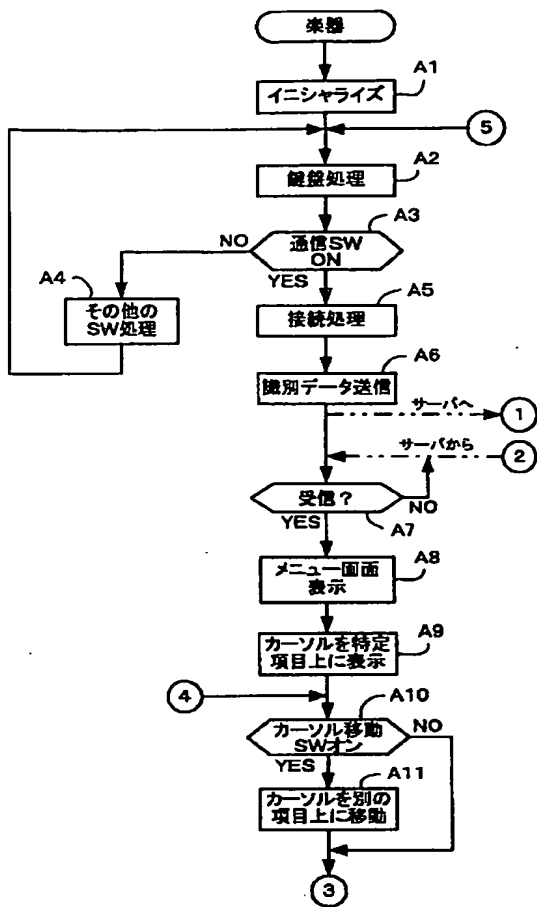 楽器
A1
イニシャライズ
5
A2
鍵盤処理
A3
通信SW
ON
NO
YES
A4
その他の
SW処理
A5
接続処理
A6
識別データ送信
サーバへ
1
サーバから
2
受信?
NO
YES
A7
メニュー画面
表示
A8
カーソルを特定
項目上に表示
A9
4
A10
カーソル移動
SWオン
NO
YES
A11
カーソルを別の
項目上に移動
3